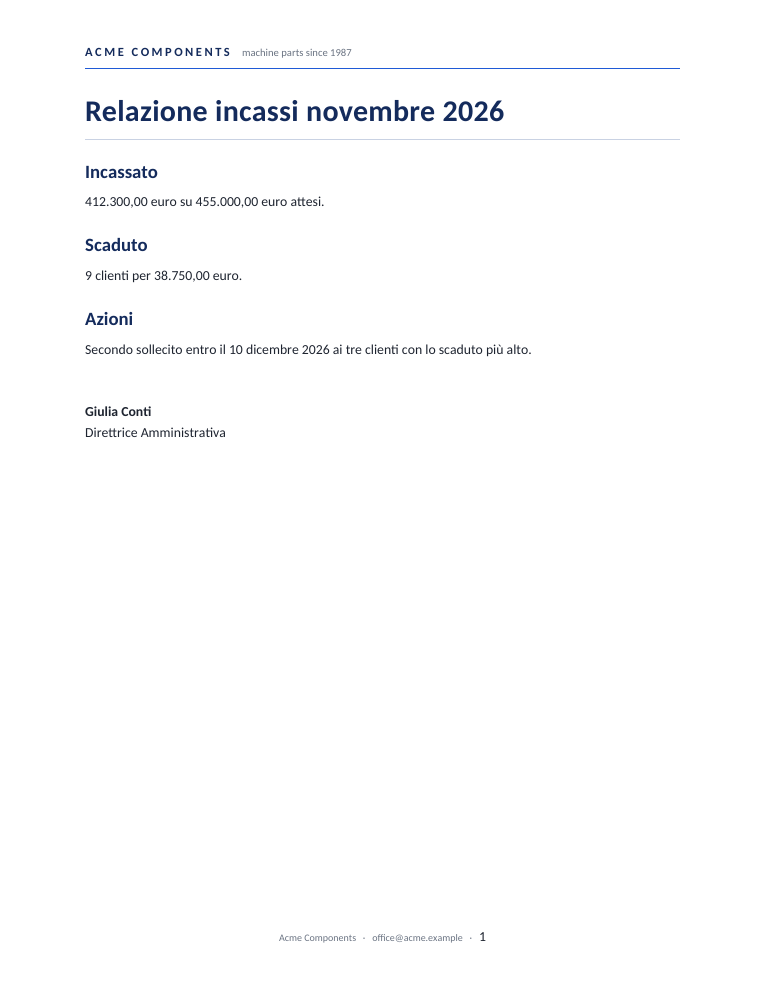 ACME COMPONENTS machine parts since 1987
Relazione incassi novembre 2026
Incassato
412.300,00 euro su 455.000,00 euro attesi.
Scaduto
9 clienti per 38.750,00 euro.
Azioni
Secondo sollecito entro il 10 dicembre 2026 ai tre clienti con lo scaduto più alto.
Giulia Conti
Direttrice Amministrativa
Acme Components · office@acme.example · 1